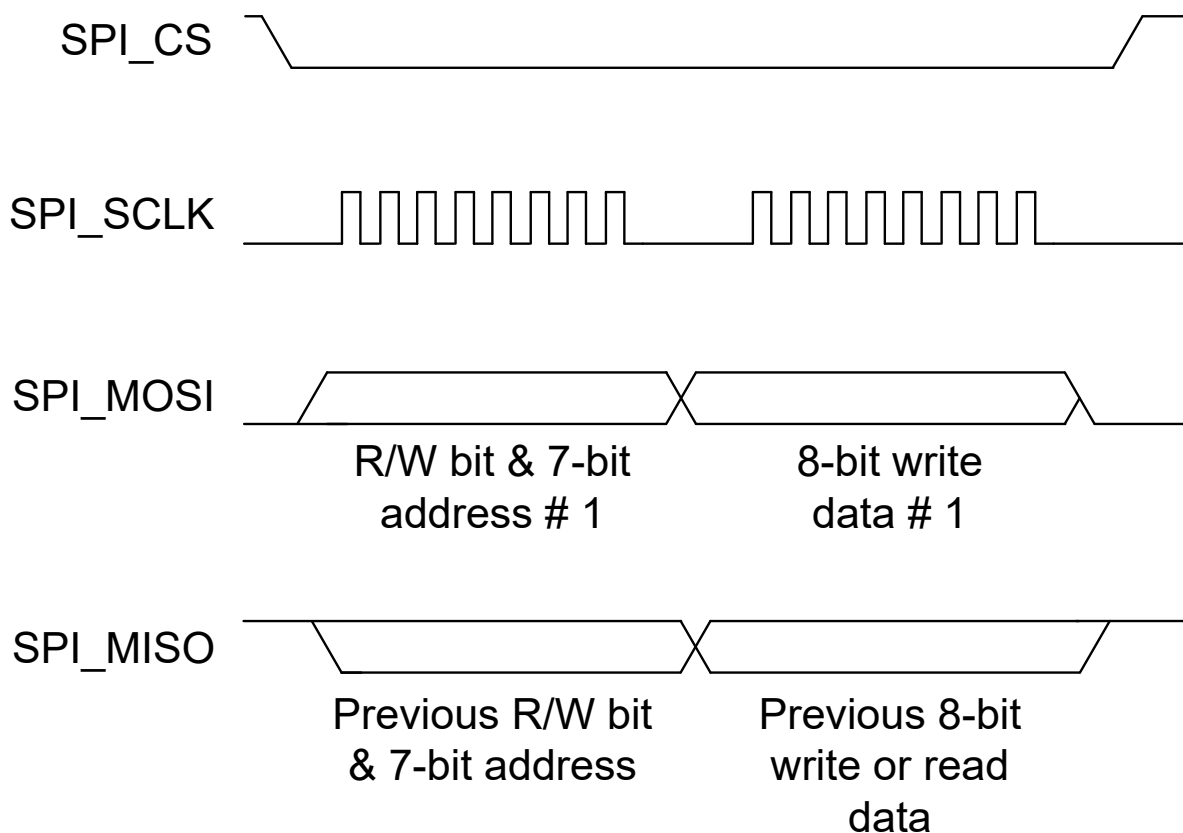 SPI_CS
SPI_SCLK
SPI_MOSI
R/W bit & 7-bit
address # 1
8-bit write
data # 1
SPI_MISO
Previous R/W bit
& 7-bit address
Previous 8-bit
write or read
data